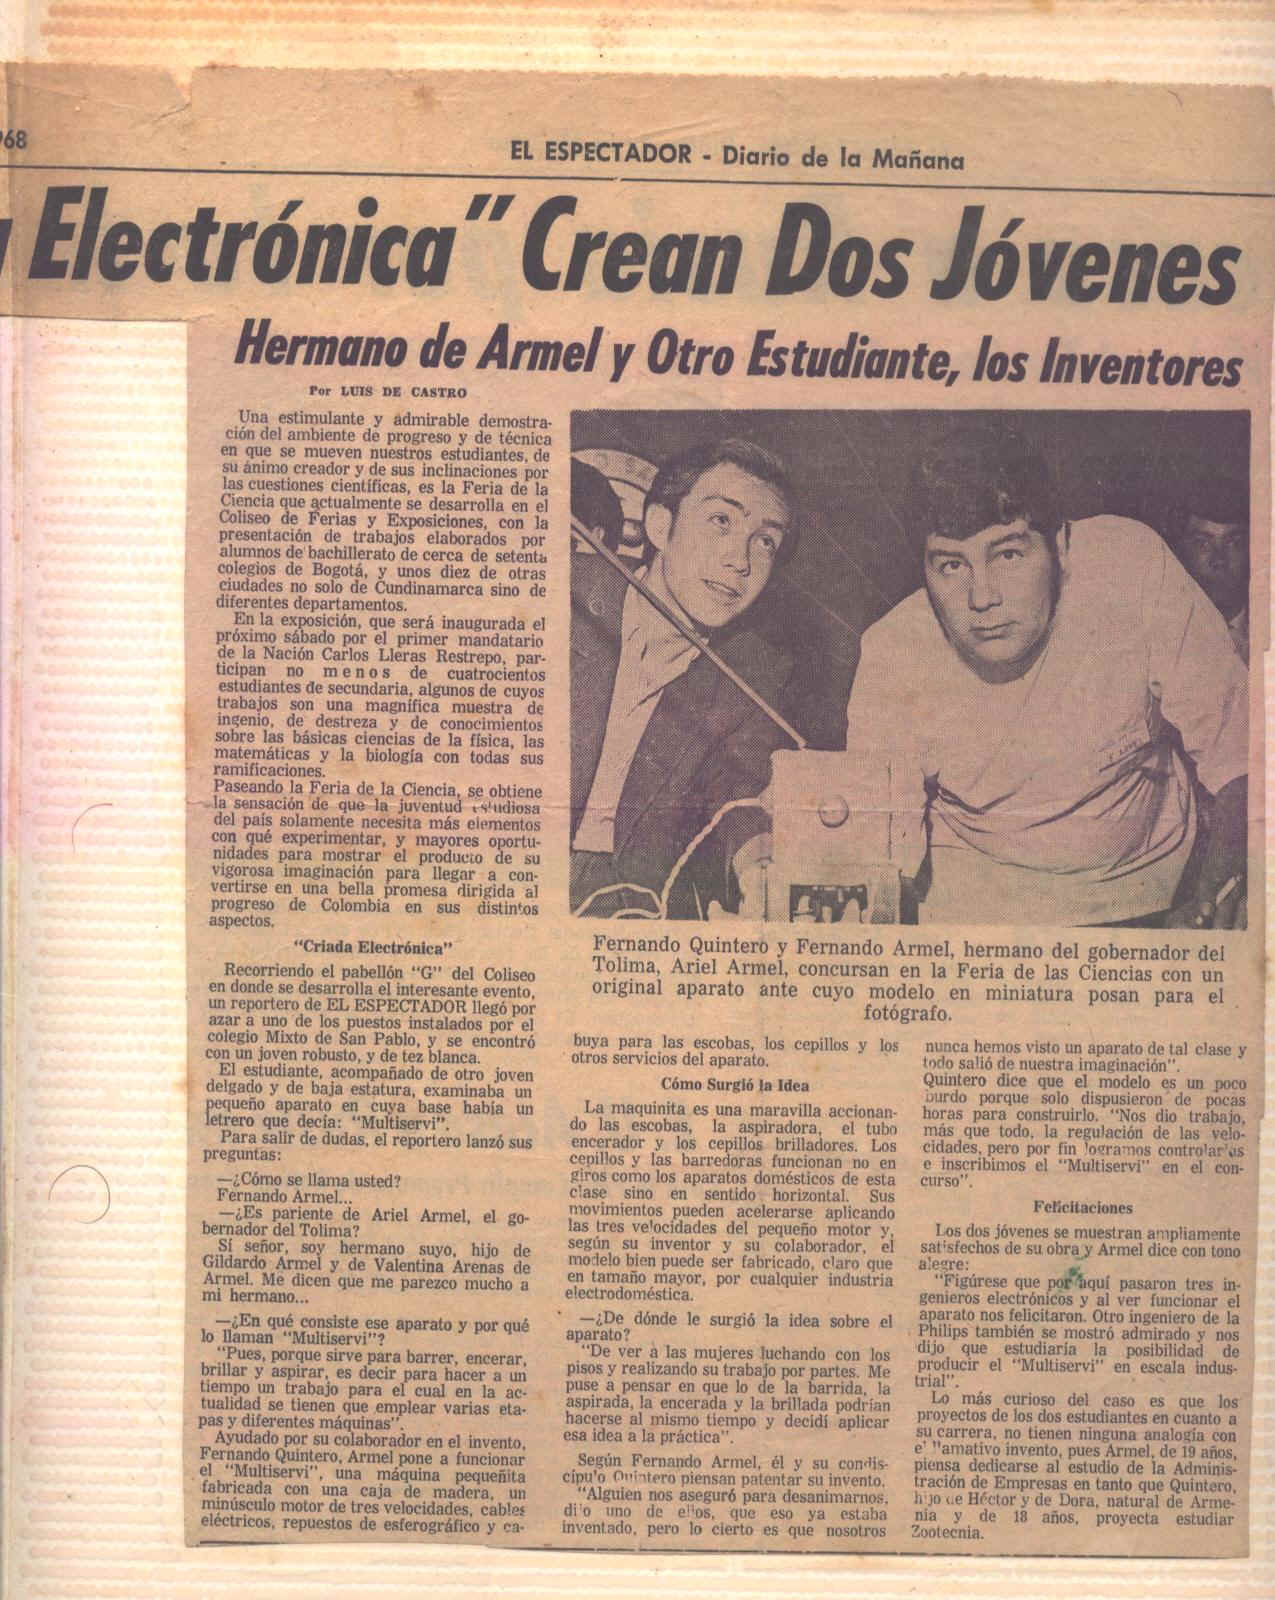 968
EL ESPECTADOR - Diario de la Mañana
Electrónica" Crean Dos Jóvenes
Hermano de Armel y Otro Estudiante, los Inventores
Por LUIS DE CASTRO
Una estimulante y admirable demostra-
ción del ambiente de progreso y de técnica
en que se mueven nuestros estudiantes, de
su ánimo creador y de sus inclinaciones por
las cuestiones científicas, es la Feria de la
Ciencia que actualmente se desarrolla en el
Coliseo de Ferias y Exposiciones, con la
presentación de trabajos elaborados por
alumnos de bachillerato de cerca de setenta
colegios de Bogotá, y unos diez de otras
ciudades no solo de Cundinamarca sino de
diferentes departamentos.
En la exposición, que será inaugurada el
próximo sábado por el primer mandatario
de la Nación Carlos Lleras Restrepo, par-
ticipan no menos de cuatrocientos
estudiantes de secundaria, algunos de cuyos
trabajos son una magnífica muestra de
ingenio, de destreza y de conocimientos
sobre las básicas ciencias de la física, las
matemáticas y la biología con todas sus
ramificaciones.
Paseando la Feria de la Ciencia, se obtiene
la sensación de que la juventud estudiosa
del país solamente necesita más elementos
con qué experimentar, y mayores oportu-
nidades para mostrar el producto de su
vigorosa imaginación para llegar a con-
vertirse en una bella promesa dirigida al
progreso de Colombia en sus distintos
aspectos.
"Criada Electrónica"
Recorriendo el pabellón "G" del Coliseo
en donde se desarrolla el interesante evento,
un reportero de EL ESPECTADOR llegó por
azar a uno de los puestos instalados por el
colegio Mixto de San Pablo, y se encontró
con un joven robusto, y de tez blanca.
El estudiante, acompañado de otro joven
delgado y de baja estatura, examinaba un
pequeño aparato en cuya base había un
letrero que decía: "Multiservi".
Para salir de dudas, el reportero lanzó sus
preguntas:
—¿Cómo se llama usted?
Fernando Armel...
—¿Es pariente de Ariel Armel, el go-
bernador del Tolima?
Sí señor, soy hermano suyo, hijo de
Gildardo Armel y de Valentina Arenas de
Armel. Me dicen que me parezco mucho a
mi hermano...
—¿En qué consiste ese aparato y por qué
lo llaman "Multiservi"?
"Pues, porque sirve para barrer, encerar,
brillar y aspirar, es decir para hacer a un
tiempo un trabajo para el cual en la ac-
tualidad se tienen que emplear varias eta-
pas y diferentes máquinas".
Ayudado por su colaborador en el invento,
Fernando Quintero, Armel pone a funcionar
el "Multiservi", una máquina pequeñita
fabricada con una caja de madera, un
minúsculo motor de tres velocidades, cables
eléctricos, repuestos de esferográfico y ca-
Fernando Quintero y Fernando Armel, hermano del gobernador del
Tolima, Ariel Armel, concursan en la Feria de las Ciencias con un
original aparato ante cuyo modelo en miniatura posan para el
fotógrafo.
buya para las escobas, los cepillos y los
otros servicios del aparato.
Cómo Surgió la Idea
La maquinita es una maravilla accionan-
do las escobas, la aspiradora, el tubo
encerador y los cepillos brilladores. Los
cepillos y las barredoras funcionan no en
giros como los aparatos domésticos de esta
clase sino en sentido horizontal. Sus
movimientos pueden acelerarse aplicando
las tres velocidades del pequeño motor y,
según su inventor y su colaborador, el
modelo bien puede ser fabricado, claro que
en tamaño mayor, por cualquier industria
electrodoméstica.
—¿De dónde le surgió la idea sobre el
aparato?
"De ver a las mujeres luchando con los
pisos y realizando su trabajo por partes. Me
puse a pensar en que lo de la barrida, la
aspirada, la encerada y la brillada podrían
hacerse al mismo tiempo y decidí aplicar
esa idea a la práctica".
Según Fernando Armel, él y su condis-
cípulo Quintero piensan patentar su invento.
"Alguien nos aseguró para desanimarnos,
dijo uno de ellos, que eso ya estaba
inventado, pero lo cierto es que nosotros
nunca hemos visto un aparato de tal clase y
todo salió de nuestra imaginación".
Quintero dice que el modelo es un poco
burdo porque solo dispusieron de pocas
horas para construirlo. "Nos dio trabajo,
más que todo, la regulación de las velo-
cidades, pero por fin logramos controlarlas
e inscribimos el "Multiservi" en el con-
curso".
Felicitaciones
Los dos jóvenes se muestran ampliamente
satisfechos de su obra y Armel dice con tono
alegre:
"Figúrese que por aquí pasaron tres in-
genieros electrónicos y al ver funcionar el
aparato nos felicitaron. Otro ingeniero de la
Philips también se mostró admirado y nos
dijo que estudiaría la posibilidad de
producir el "Multiservi" en escala indus-
trial".
Lo más curioso del caso es que los
proyectos de los dos estudiantes en cuanto a
su carrera, no tienen ninguna analogía con
el llamativo invento, pues Armel, de 19 años,
piensa dedicarse al estudio de la Adminis-
tración de Empresas en tanto que Quintero,
hijo de Héctor y de Dora, natural de Arme-
nia y de 18 años, proyecta estudiar
Zootecnia.